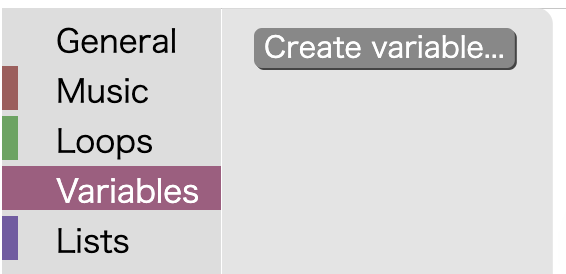 General
Music
Loops
Variables
Lists
Create variable...